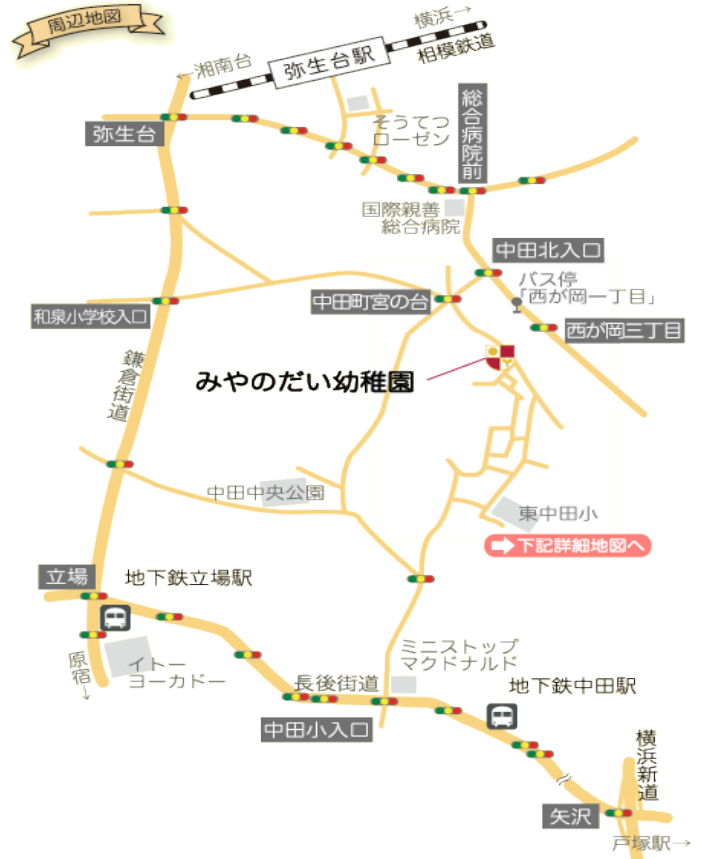 周辺地図
横浜→
←湘南台
弥生台駅
相模鉄道
弥生台
総合病院前
そうてつ
ローゼン
国際親善
総合病院
中田北入口
バス停
「西が岡一丁目」
中田町宮の台
和泉小学校入口
西が岡三丁目
鎌倉街道
みやのだい幼稚園
中田中央公園
東中田小
下記詳細地図へ
立場
地下鉄立場駅
原宿→
イトー
ヨーカドー
ミニストップ
マクドナルド
長後街道
地下鉄中田駅
中田小入口
横浜新道
矢沢
戸塚駅→